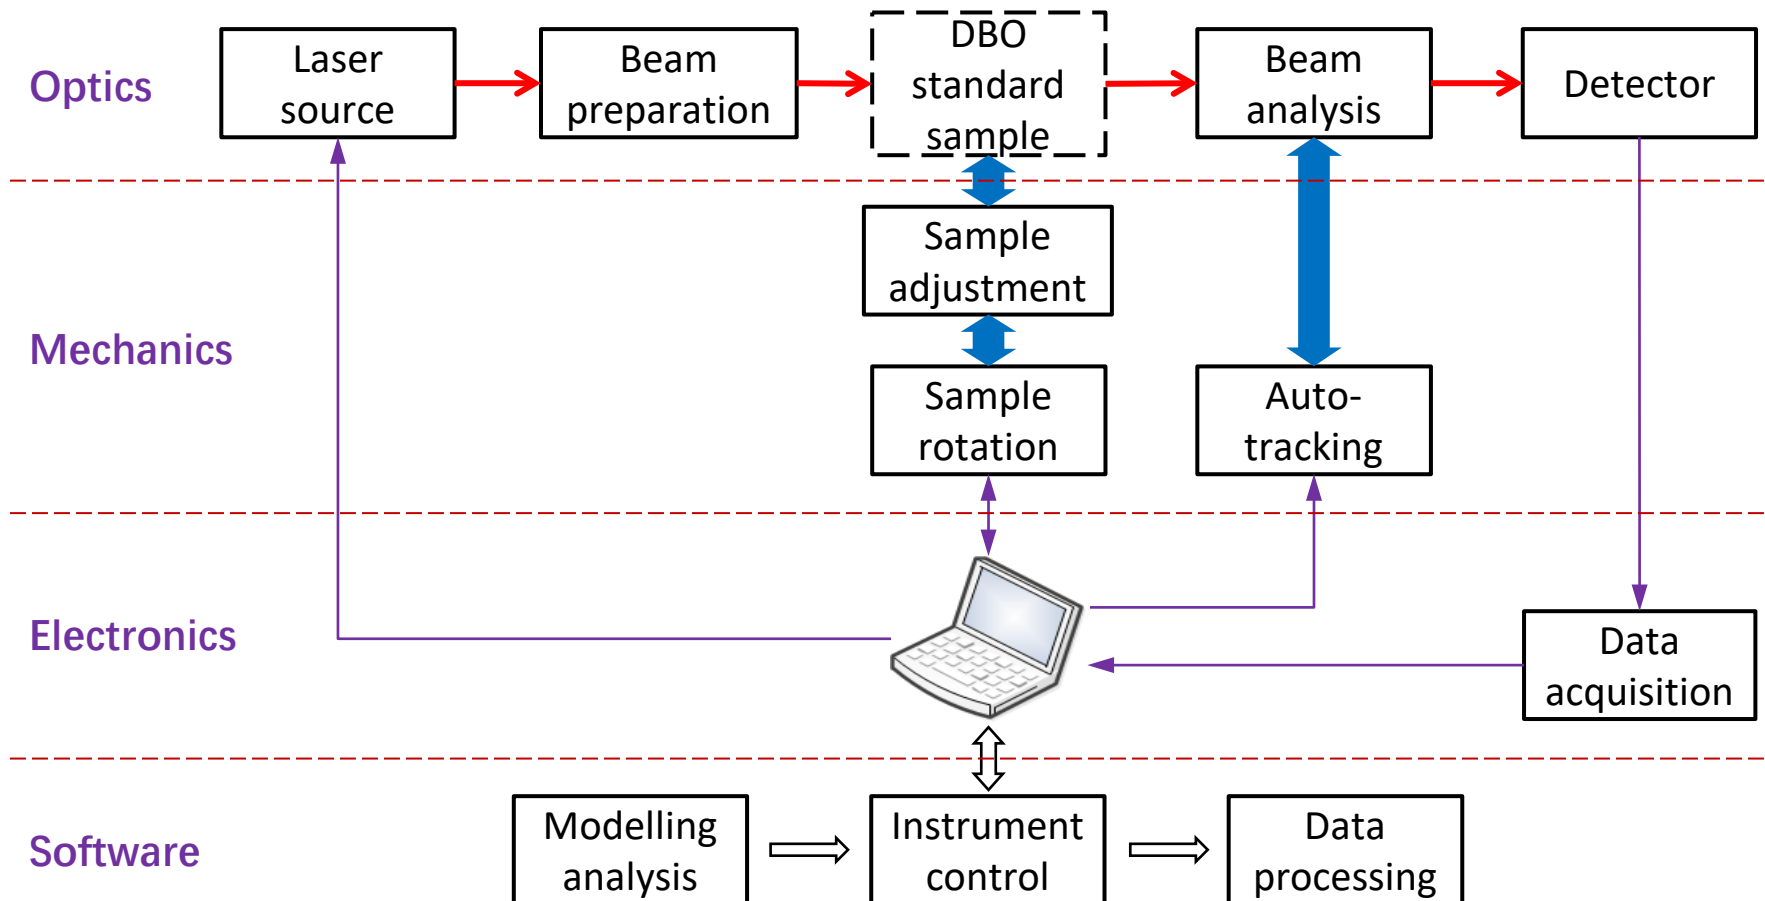 Optics
Laser
source
Beam
preparation
DBO
standard
sample
Beam
analysis
Detector
Mechanics
Sample
adjustment
Sample
rotation
Auto-
tracking
Electronics
Data
acquisition
Software
Modelling
analysis
Instrument
control
Data
processing